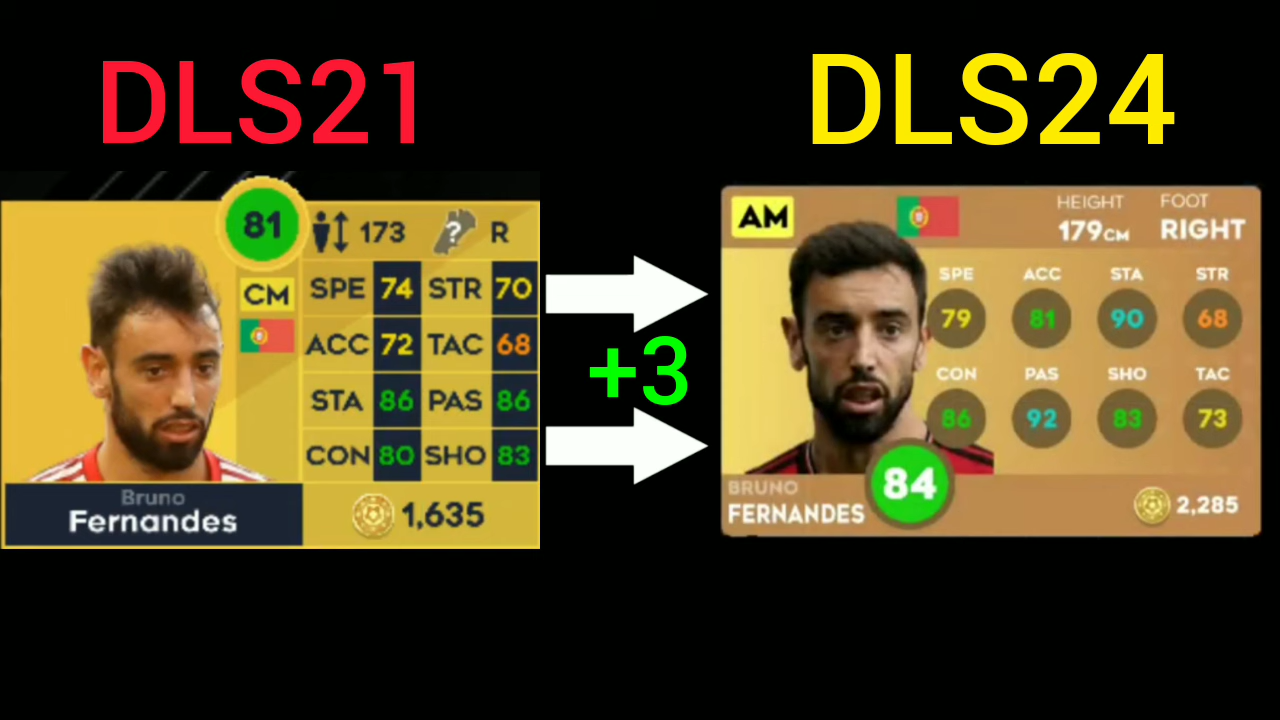 DLS21
DLS24
81
173 ? R
CM
SPE 74 STR 70
ACC 72 TAC 68
STA 86 PAS 86
CON 80 SHO 83
Bruno
Fernandes
1,635
+3
AM
HEIGHT FOOT
179CM RIGHT
SPE ACC STA STR
79 81 90 68
CON PAS SHO TAC
86 92 83 73
84
BRUNO
FERNANDES
2,285